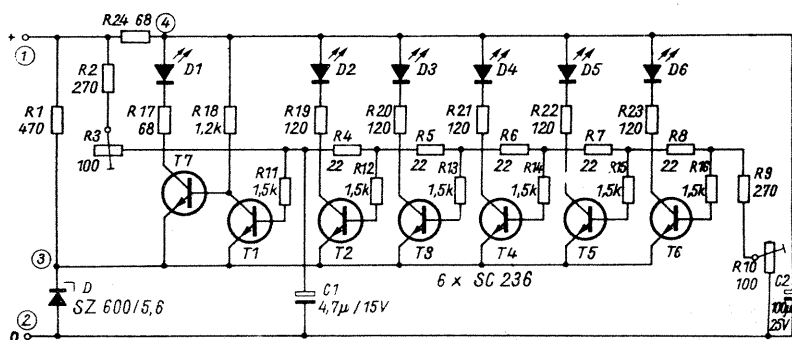 R24 68
4
+
1
R2
270
D1
D2
D3
D4
D5
D6
R1
470
R17
68
R18
1,2k
R19
120
R20
120
R21
120
R22
120
R23
120
R3
100
R4
22
R5
22
R6
22
R7
22
R8
22
T7
R11
1,5k
R12
1,5k
R13
1,5k
R14
1,5k
R15
1,5k
R16
1,5k
R9
270
T1
T2
T3
T4
T5
T6
3
D
SZ 600/5,6
C1
4,7µ/15V
6 x SC 236
R10
100
C2
100µ
25V
0
2